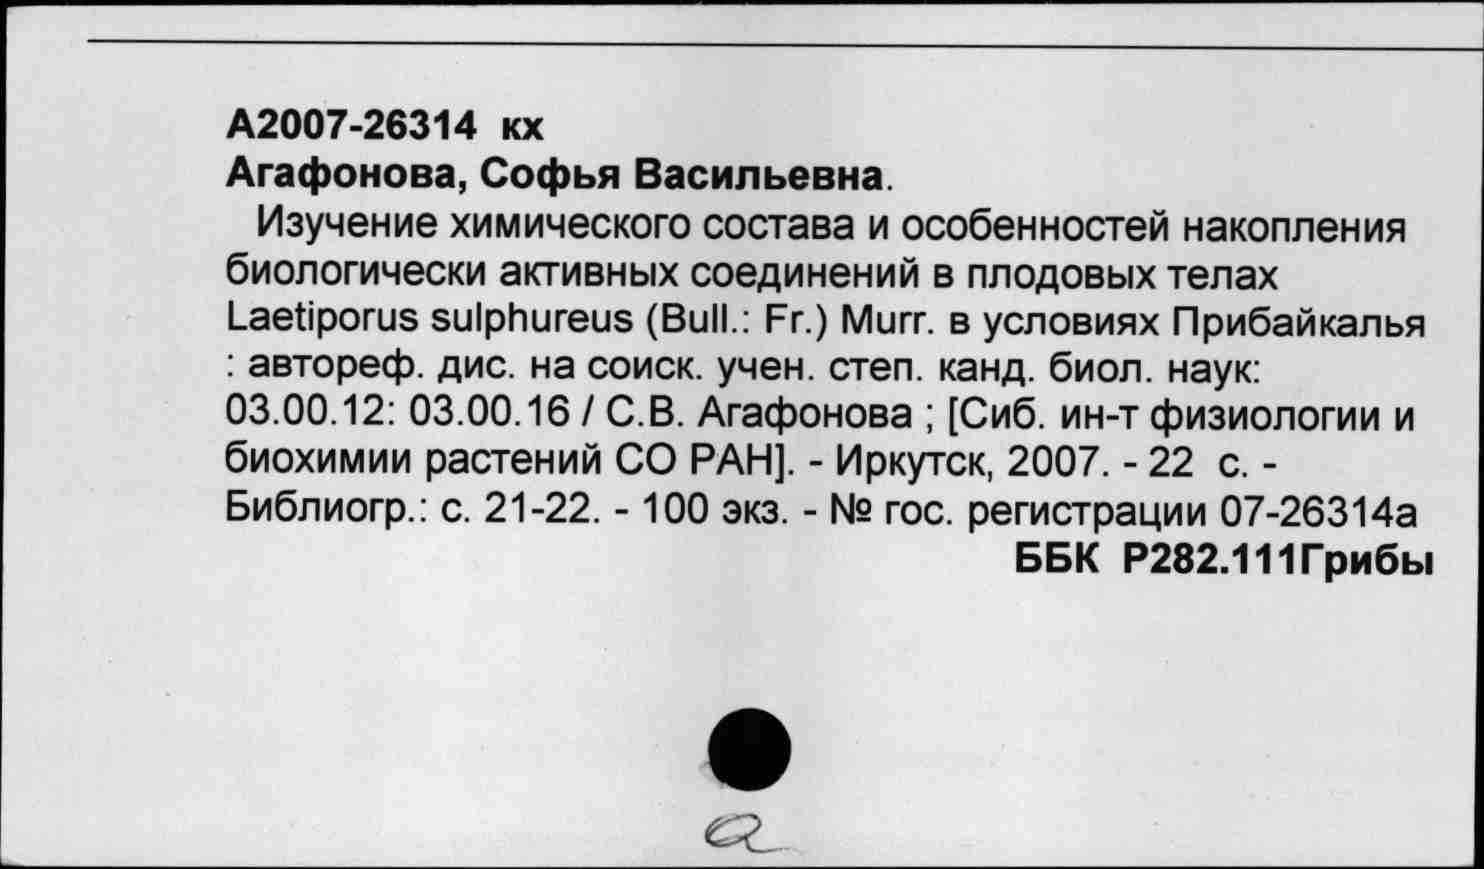 А2007-26314 кх
Агафонова, Софья Васильевна.
Изучение химического состава и особенностей накопления
биологически активных соединений в плодовых телах
Laetiporus sulphureus (Bull.: Fr.) Murr. в условиях Прибайкалья
: автореф. дис. на соиск. учен. степ. канд. биол. наук:
03.00.12: 03.00.16 / С.В. Агафонова ; [Сиб. ин-т физиологии и
биохимии растений СО РАН]. - Иркутск, 2007. - 22 с. -
Библиогр.: с. 21-22. - 100 экз. - № гос. регистрации 07-26314а
ББК Р282.111Грибы